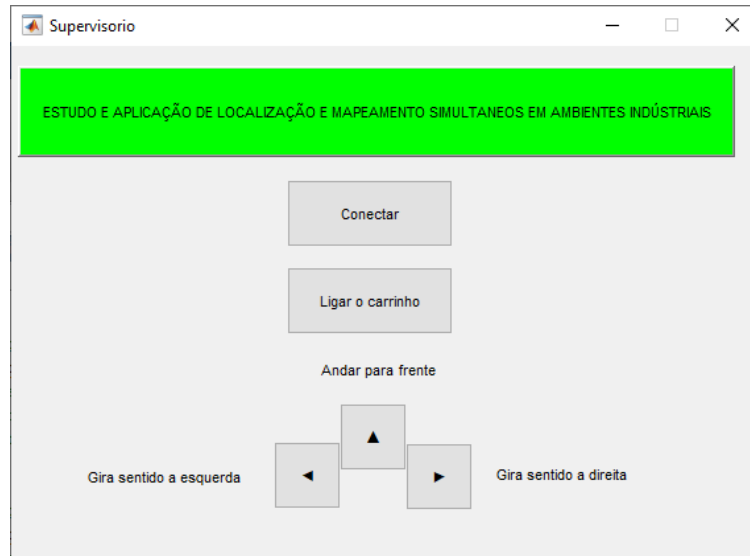 Supervisorio
ESTUDO E APLICAÇÃO DE LOCALIZAÇÃO E MAPEAMENTO SIMULTANEOS EM AMBIENTES INDÚSTRIAIS
Conectar
Ligar o carrinho
Andar para frente
▲
Gira sentido a esquerda ◄ ► Gira sentido a direita